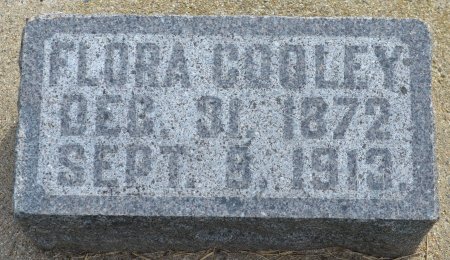 FLORA COOLEY
DEC. 31. 1872
SEPT. 8. 1913.